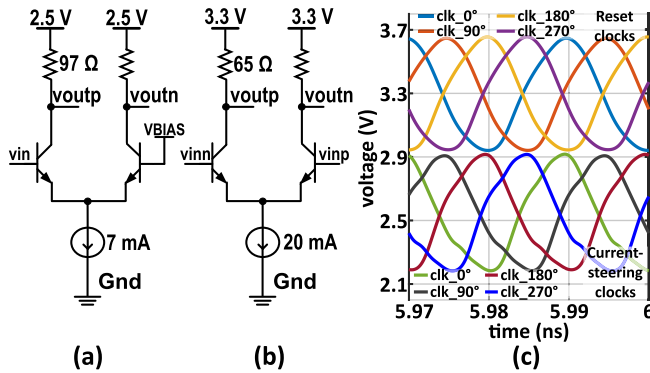 2.5 V 2.5 V
97 Ω
voutp voutn
VBIAS
vin
7 mA
Gnd
(a)
3.3 V 3.3 V
65 Ω
voutp voutn
vinn vinp
20 mA
Gnd
(b)
voltage (V)
3.7
3.3
2.9
2.5
2.1
clk_0° clk_180° Reset
clk_90° clk_270° clocks
Current-
clk_0° clk_180° steering
clk_90° clk_270° clocks
5.97 5.98 5.99 6
time (ns)
(c)